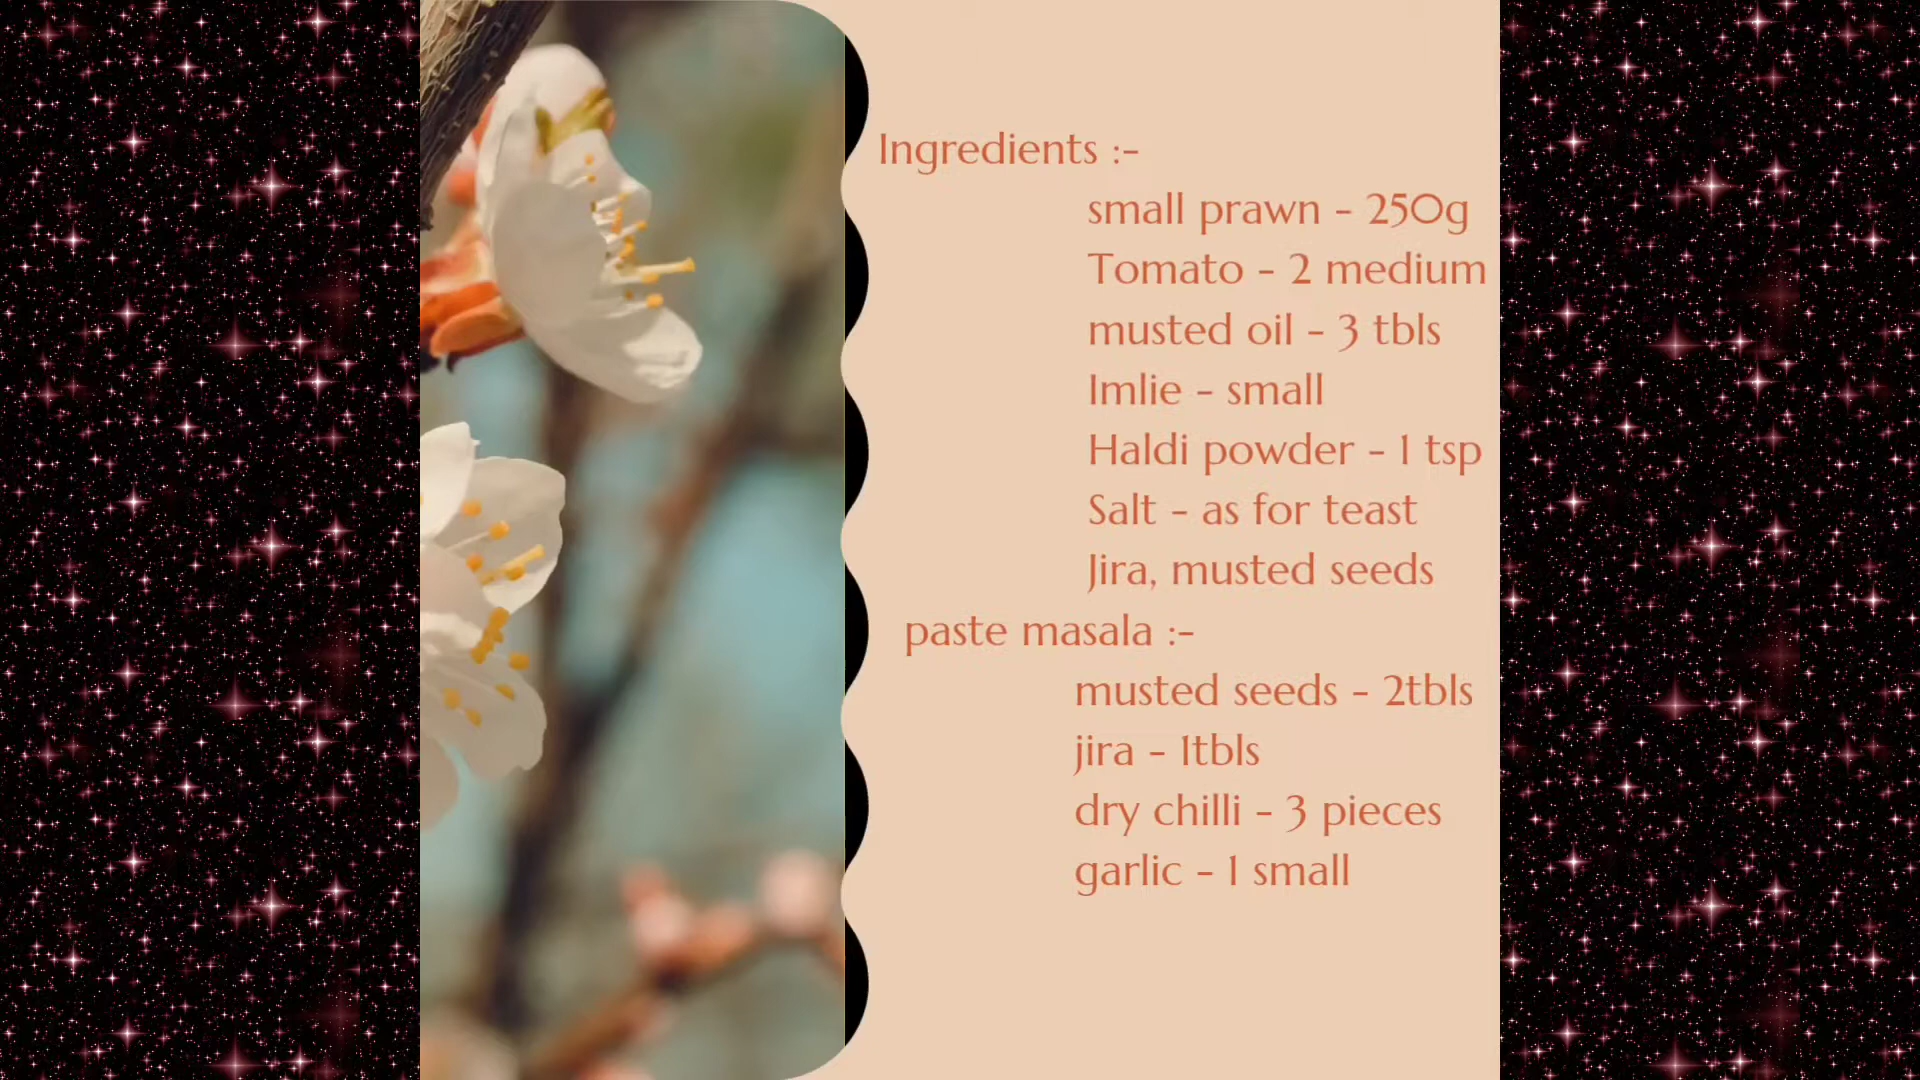 Ingredients :-
small prawn - 250g
Tomato - 2 medium
musted oil - 3 tbls
Imlie - small
Haldi powder - 1 tsp
Salt - as for teast
Jira, musted seeds
paste masala :-
musted seeds - 2tbls
jira - 1tbls
dry chilli - 3 pieces
garlic - 1 small